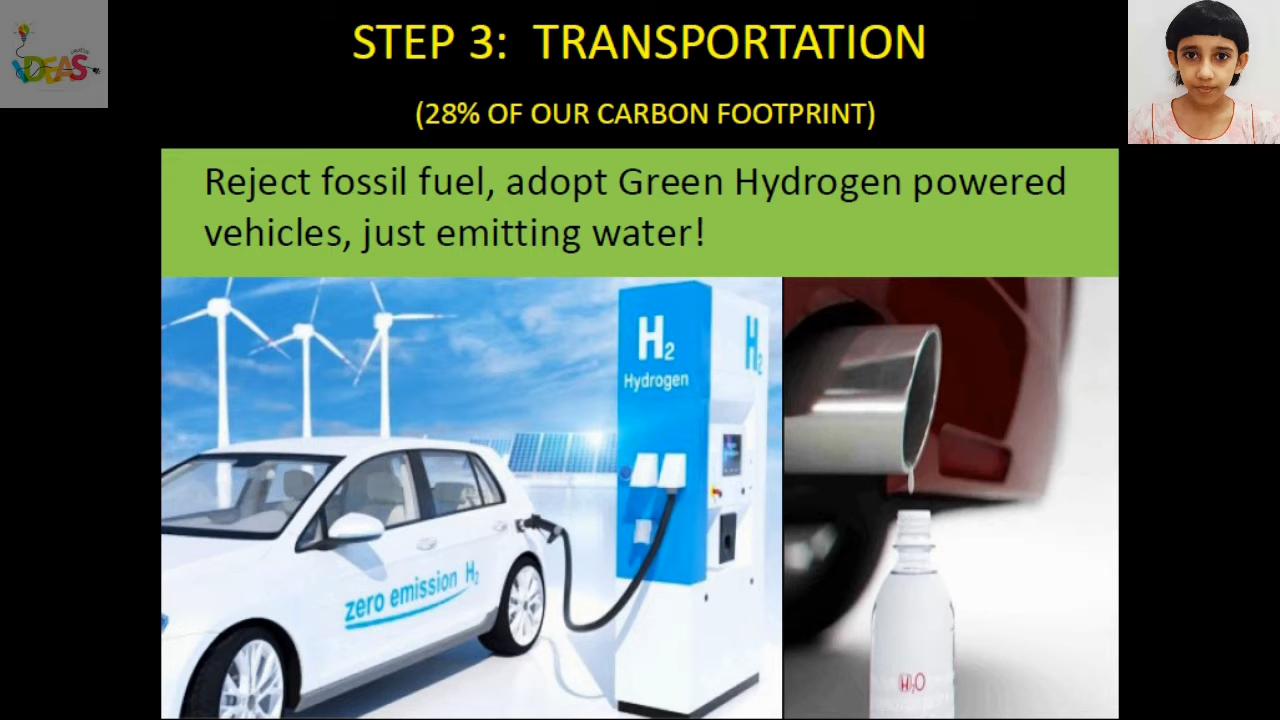 STEP 3: TRANSPORTATION
(28% OF OUR CARBON FOOTPRINT)
IDEAS
Reject fossil fuel, adopt Green Hydrogen powered
vehicles, just emitting water!
H2
Hydrogen
H2
zero emission H2
H2O